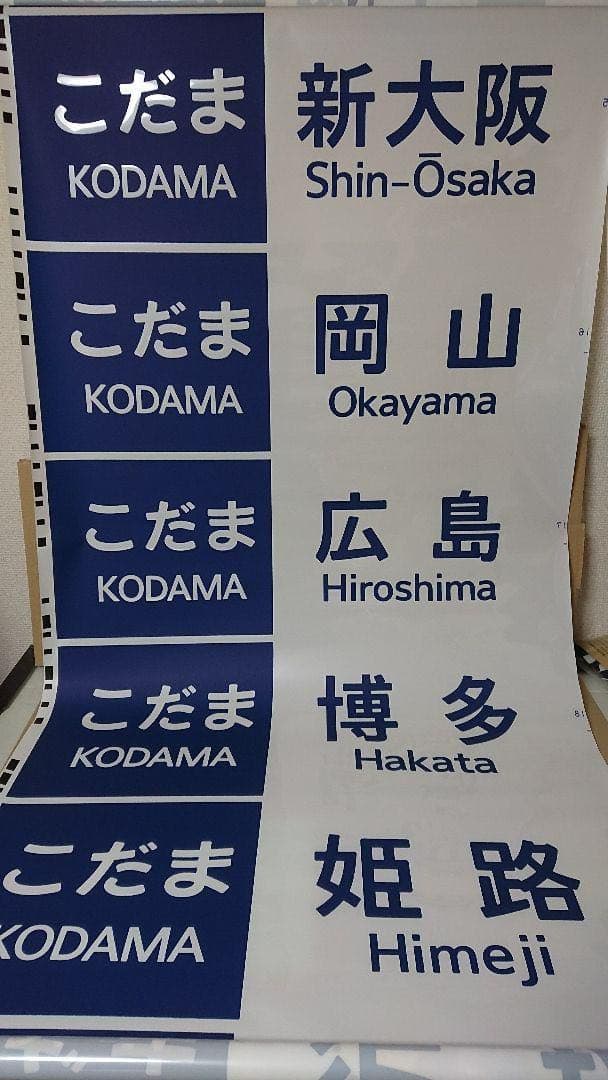 こだま 新大阪
KODAMA Shin-Ōsaka
こだま 岡山
KODAMA Okayama
こだま 広島
KODAMA Hiroshima
こだま 博多
KODAMA Hakata
こだま 姫路
KODAMA Himeji